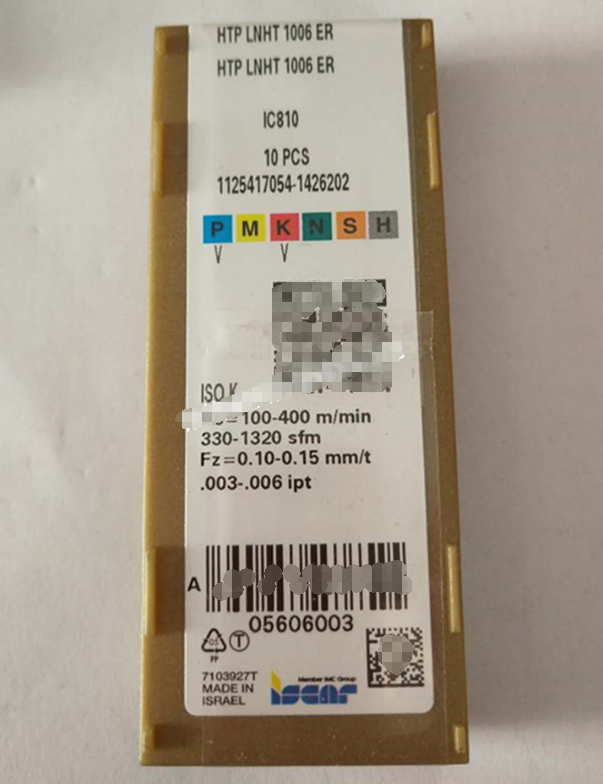 HTP LNHT 1006 ER
HTP LNHT 1006 ER
IC810
10 PCS
1125417054-1426202
P M K N S H
V V
ISO K
=100-400 m/min
330-1320 sfm
Fz=0.10-0.15 mm/t
.003-.006 ipt
A
05606003
05 T
PP
7103927T
MADE IN
ISRAEL
Member IMC Group
iscar